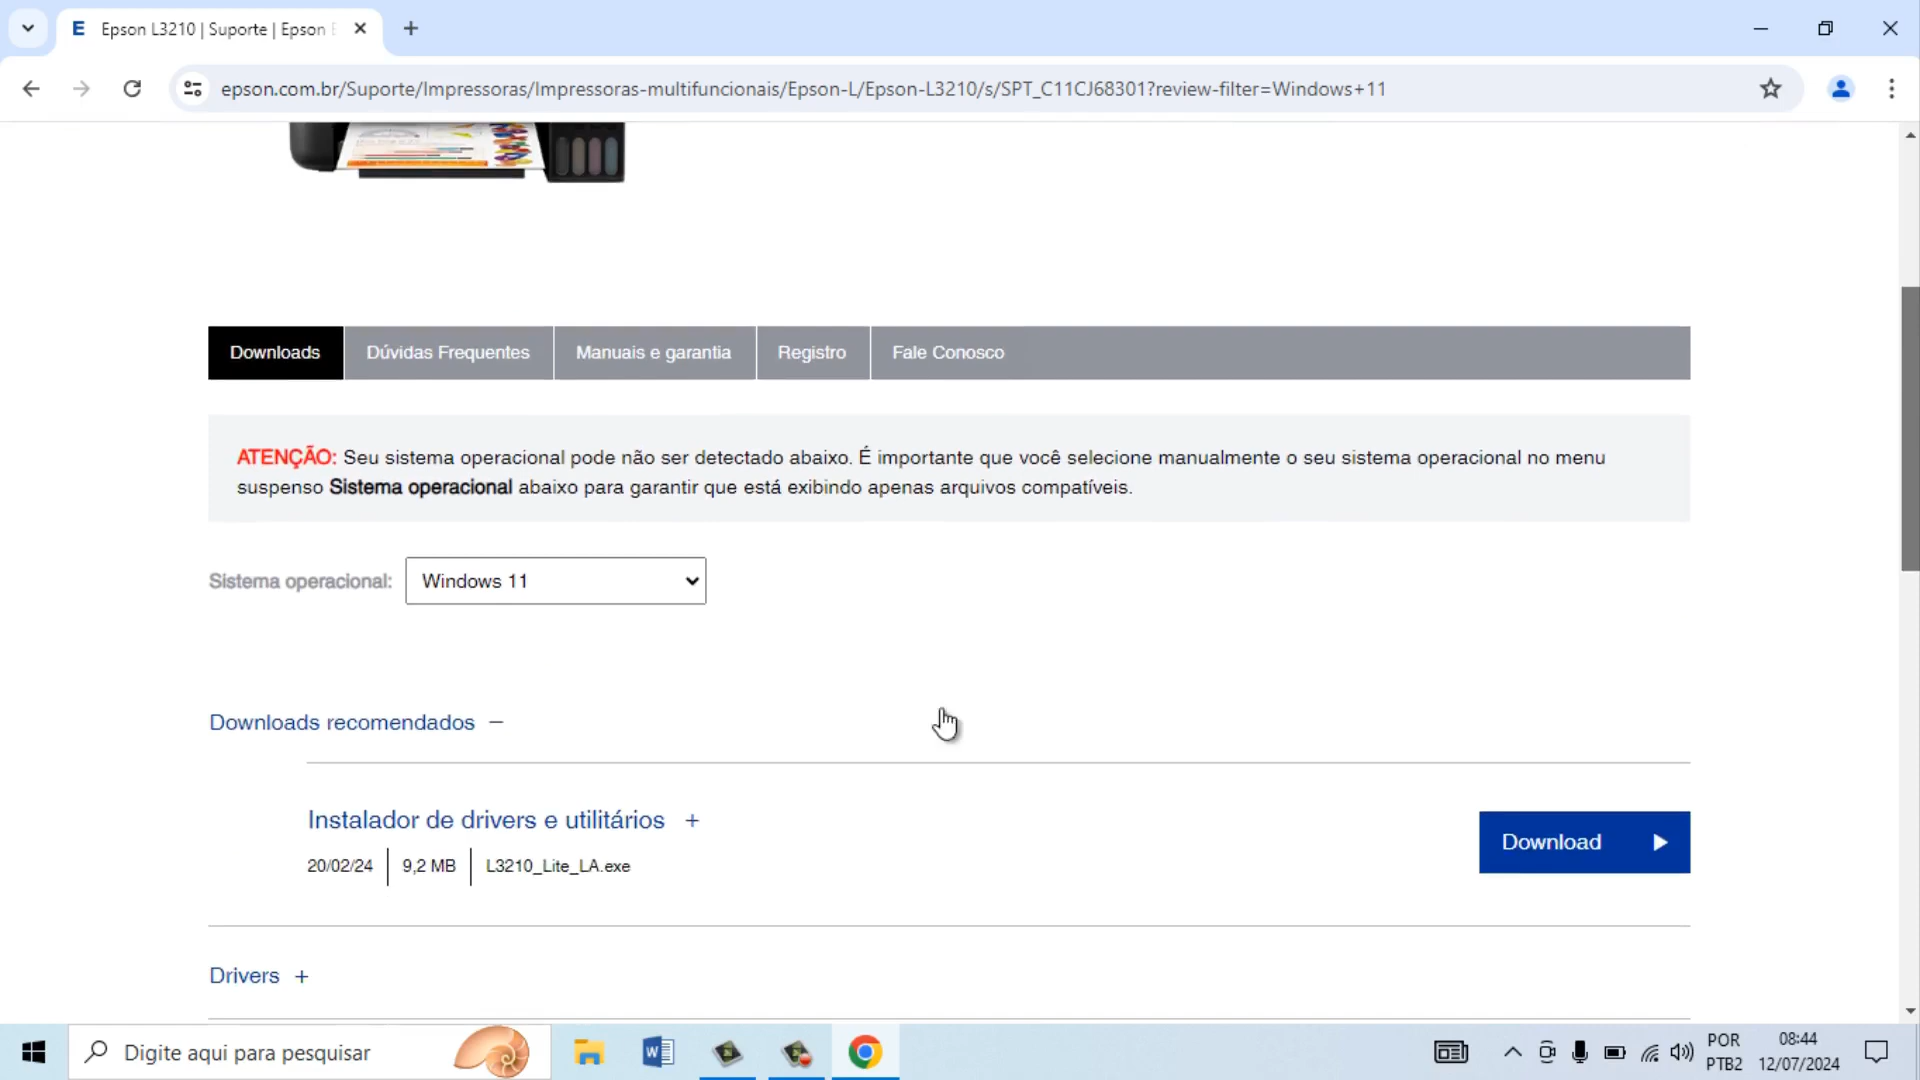 Epson L3210 | Suporte | Epson
epson.com.br/Suporte/Impressoras/Impressoras-multifuncionais/Epson-L/Epson-L3210/s/SPT_C11CJ68301?review-filter=Windows+11
Downloads
Dúvidas Frequentes
Manuais e garantia
Registro
Fale Conosco
ATENÇÃO: Seu sistema operacional pode não ser detectado abaixo. É importante que você selecione manualmente o seu sistema operacional no menu
suspenso Sistema operacional abaixo para garantir que está exibindo apenas arquivos compatíveis.
Sistema operacional: Windows 11
Downloads recomendados −
Instalador de drivers e utilitários +
20/02/24 | 9,2 MB | L3210_Lite_LA.exe
Download
Drivers +
Digite aqui para pesquisar
POR
PTB2
08:44
12/07/2024